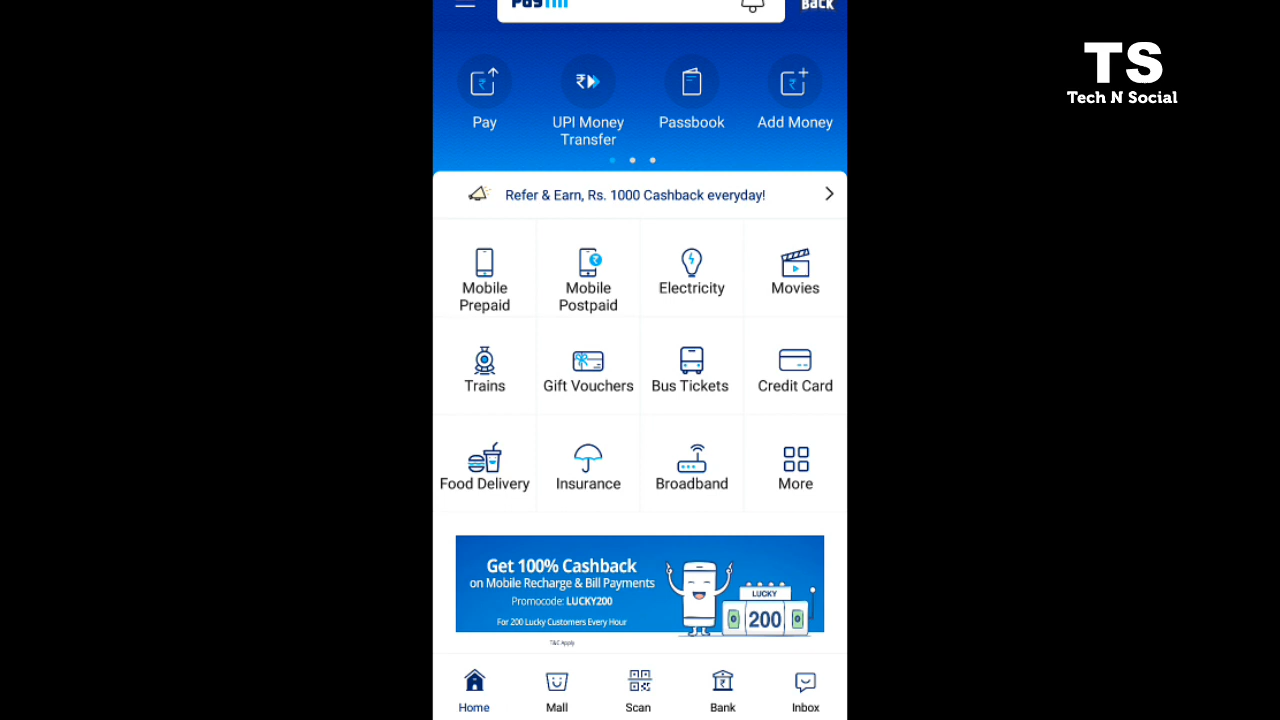 Paytm
BACK
TS
Tech N Social
Pay
UPI Money
Transfer
Passbook
Add Money
Refer & Earn, Rs. 1000 Cashback everyday!
Mobile
Prepaid
Mobile
Postpaid
Electricity
Movies
Trains
Gift Vouchers
Bus Tickets
Credit Card
Food Delivery
Insurance
Broadband
More
Get 100% Cashback
on Mobile Recharge & Bill Payments
Promocode: LUCKY200
For 200 Lucky Customers Every Hour
LUCKY
200
T&C Apply
Home
Mall
Scan
Bank
Inbox